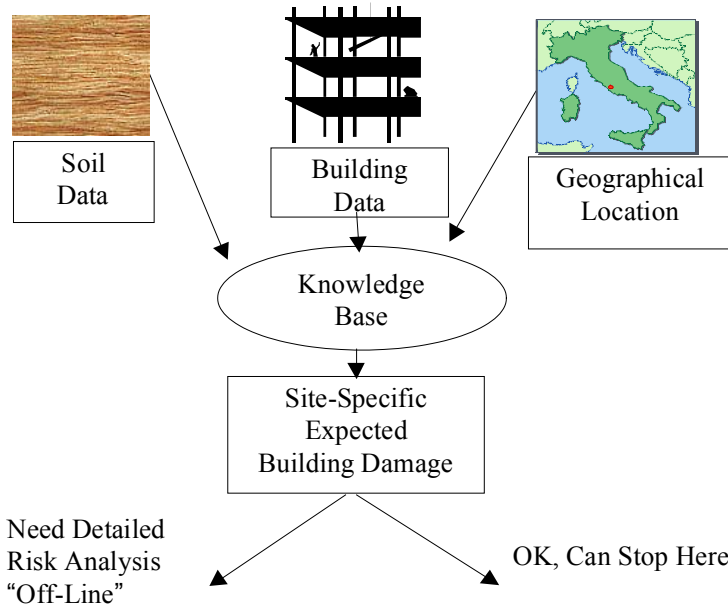 Soil
Data
Building
Data
Geographical
Location
Knowledge
Base
Site-Specific
Expected
Building Damage
Need Detailed
Risk Analysis
“Off-Line”
OK, Can Stop Here